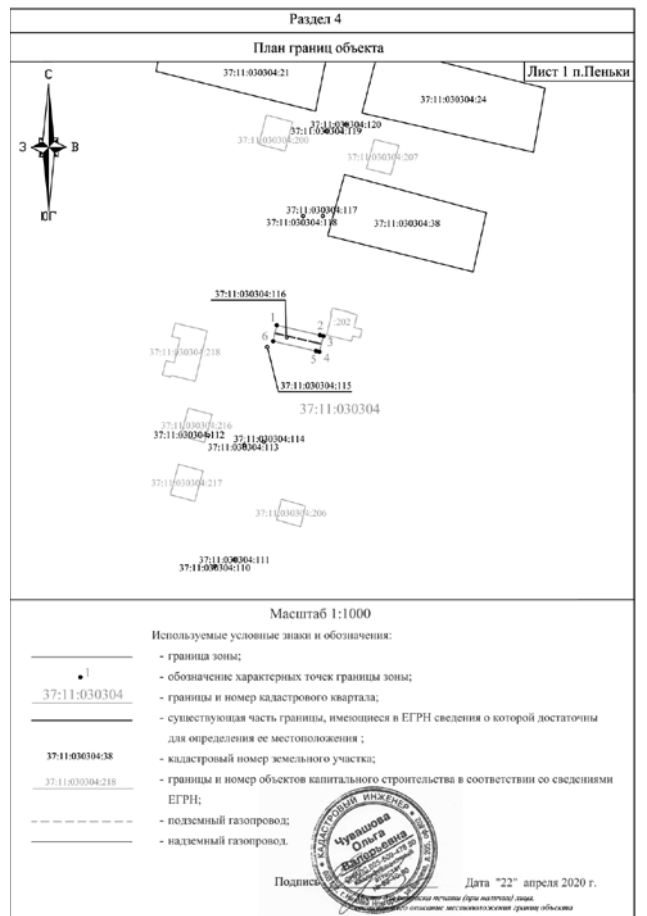 Раздел 4
План границ объекта
Лист 1 п.Пеньки
С
З
В
Ю
37:11:030304:21
37:11:030304:24
37:11:030304:120
37:11:030304:119
37:11:030304:200
37:11:030304:207
37:11:030304:117
37:11:030304:118
37:11:030304:38
37:11:030304:116
1
2
:202
3
6
5
4
37:11:030304:218
37:11:030304:115
37:11:030304
37:11:030304:216
37:11:030304:112
37:11:030304:114
37:11:030304:113
37:11:030304:217
37:11:030304:206
37:11:030304:111
37:11:030304:110
Масштаб 1:1000
Используемые условные знаки и обозначения:
- граница зоны;
1
- обозначение характерных точек границы зоны;
37:11:030304
- границы и номер кадастрового квартала;
- существующая часть границы, имеющиеся в ЕГРН сведения о которой достаточны
для определения ее местоположения ;
37:11:030304:38
- кадастровый номер земельного участка;
37:11:030304:218
- границы и номер объектов капитального строительства в соответствии со сведениями
ЕГРН;
- подземный газопровод;
- надземный газопровод.
КАДАСТРОВЫЙ ИНЖЕНЕР
Чувашова
Ольга
Валерьевна
Подпись
Дата "22" апреля 2020 г.
печати (при наличии) лица,
описание местоположения границ объекта